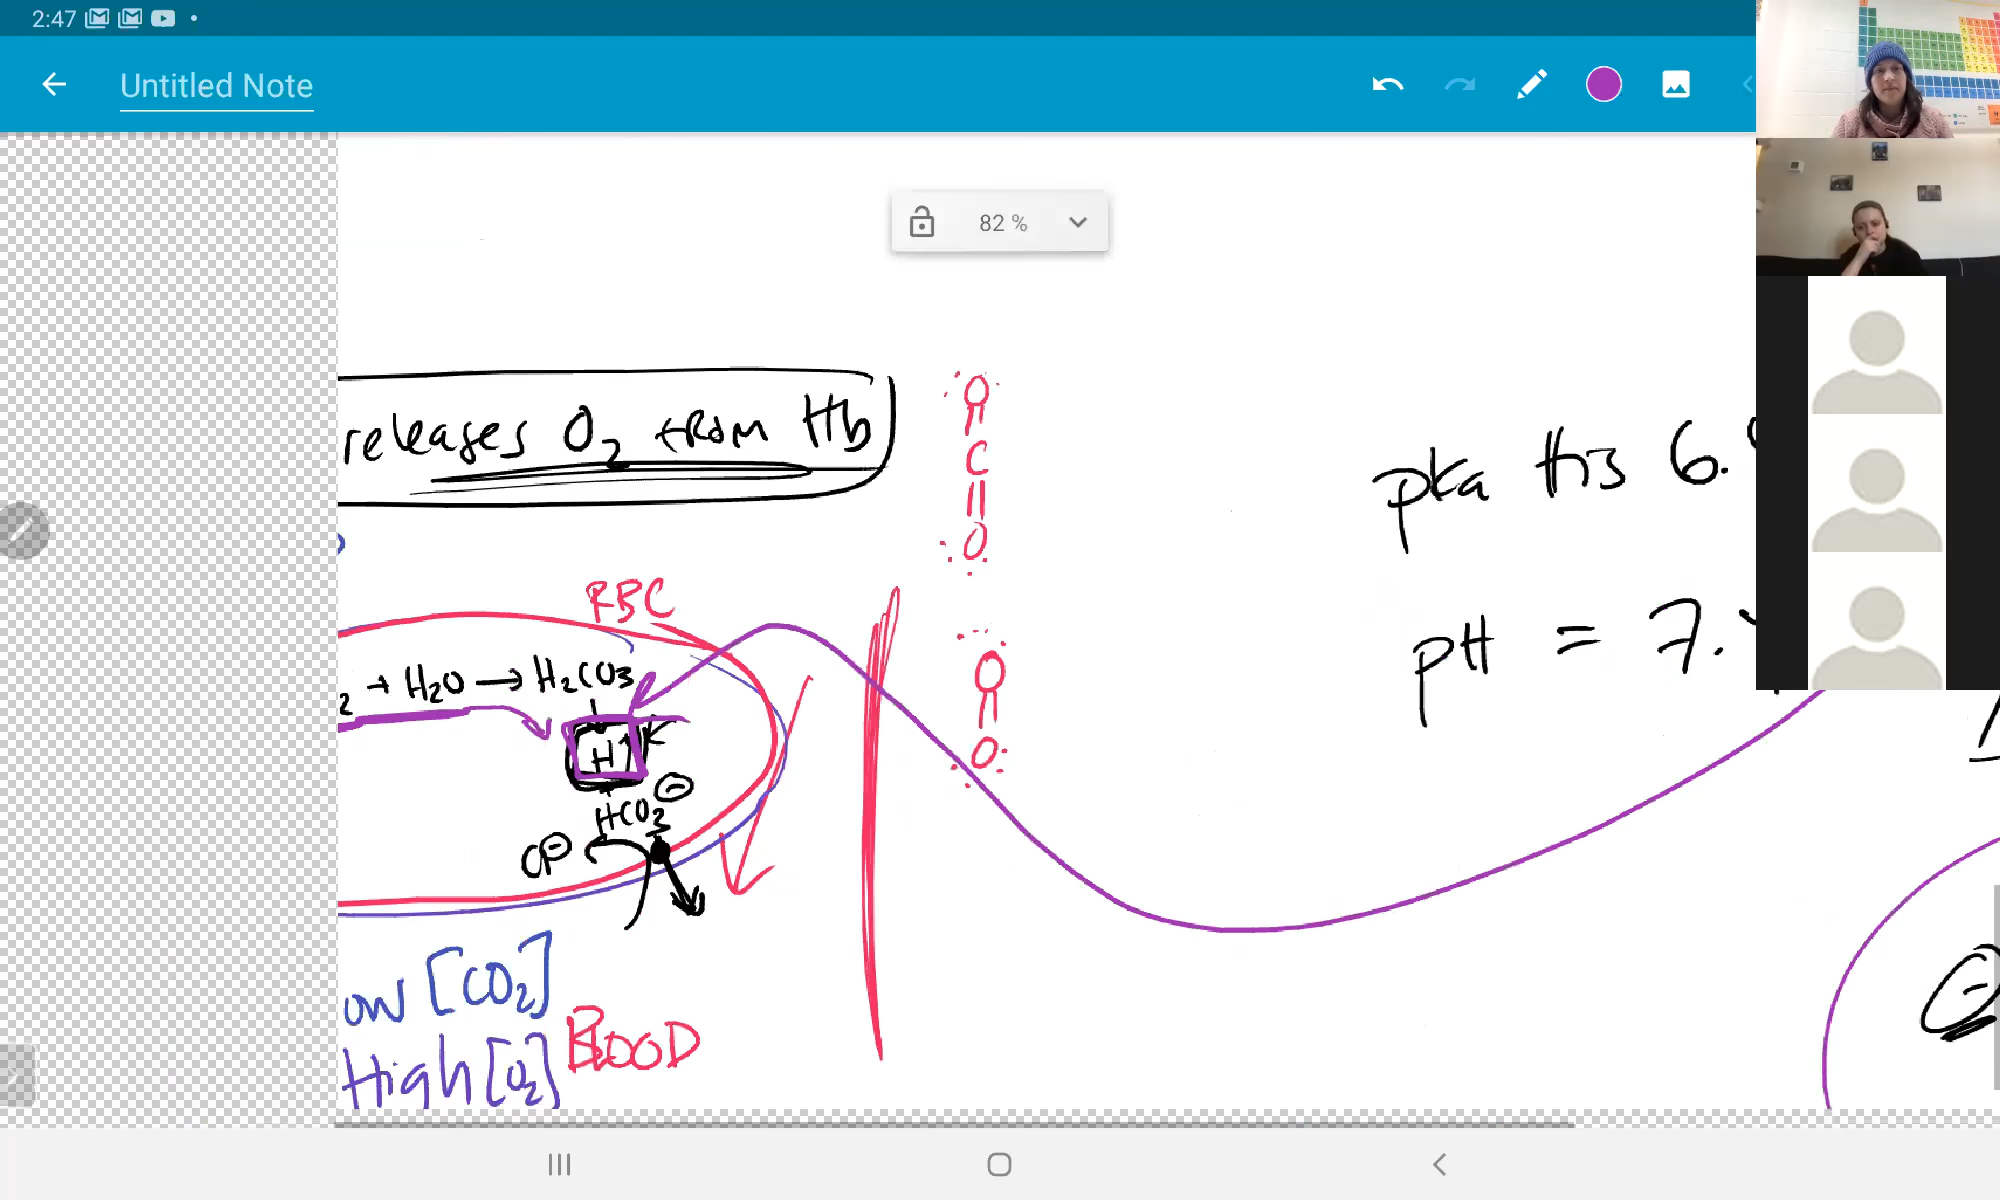 2:47
Untitled Note
82 %
releases O2 from Hb
O
C
O
pka His 6.
RBC
pH = 7.
2 + H2O → H2CO3
O
O
H+
HCO3 -
Cl -
ow [CO2]
High [O2] BLOOD
-